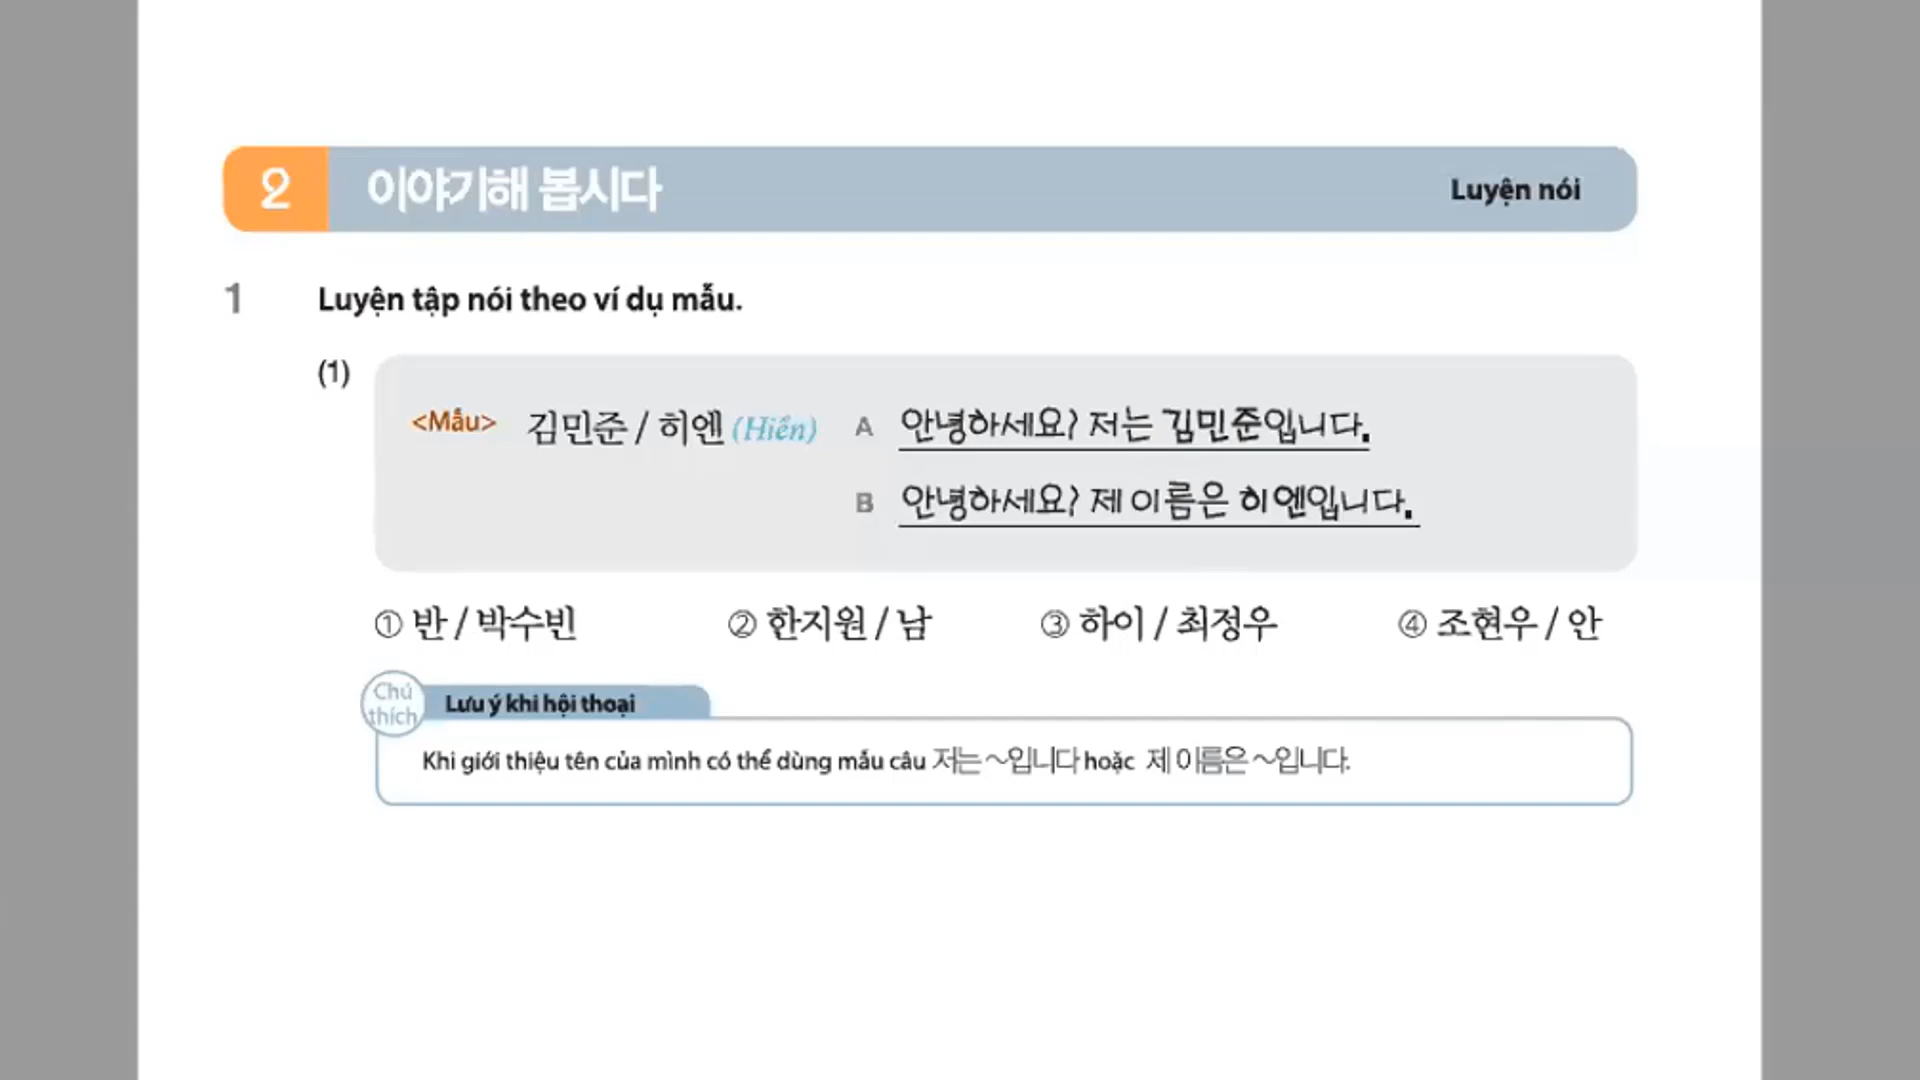 2 이야기해 봅시다 Luyện nói
1 Luyện tập nói theo ví dụ mẫu.
(1) <Mẫu> 김민준 / 히엔 (Hiền) A 안녕하세요? 저는 김민준입니다.
B 안녕하세요? 제 이름은 히엔입니다.
① 반 / 박수빈 ② 한지원 / 남 ③ 하이 / 최정우 ④ 조현우 / 안
Chú thích Lưu ý khi hội thoại
Khi giới thiệu tên của mình có thể dùng mẫu câu 저는 ~입니다 hoặc 제 이름은 ~입니다.